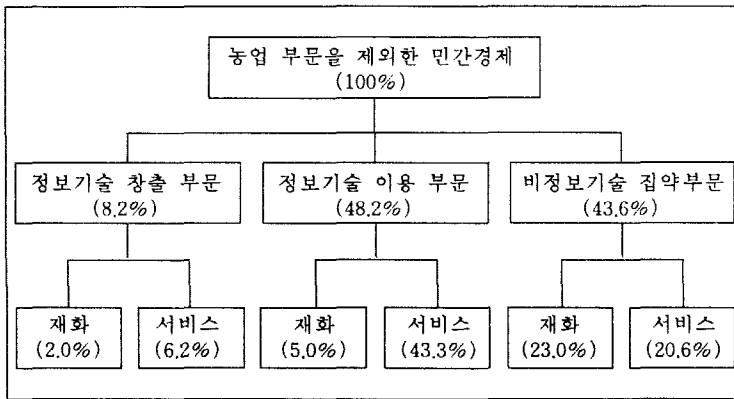 농업 부문을 제외한 민간경제
(100%)
정보기술 창출 부문
(8.2%)
정보기술 이용 부문
(48.2%)
비정보기술 집약부문
(43.6%)
재화
(2.0%)
서비스
(6.2%)
재화
(5.0%)
서비스
(43.3%)
재화
(23.0%)
서비스
(20.6%)